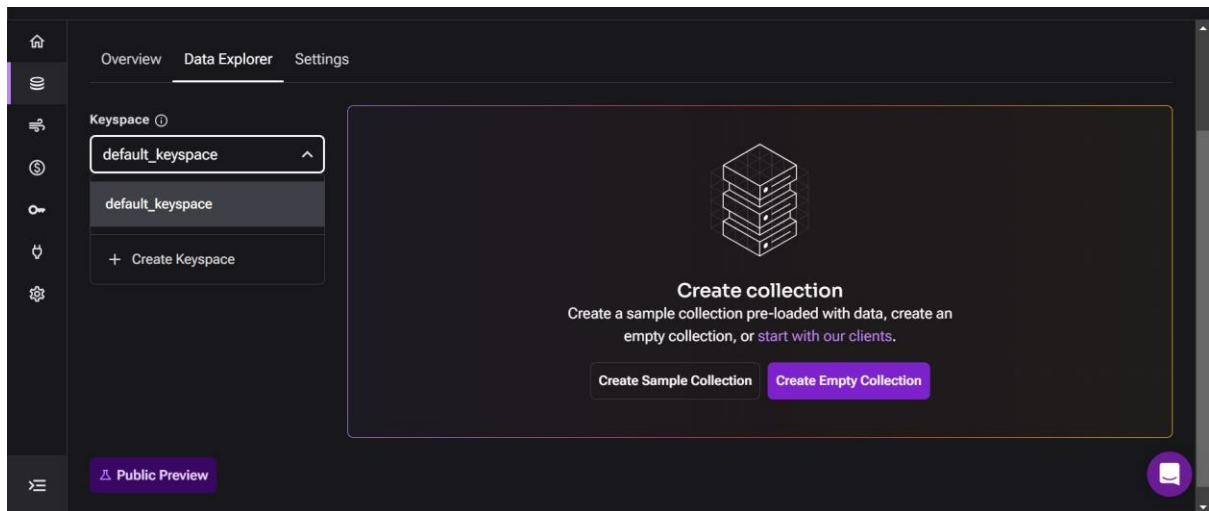 Overview Data Explorer Settings
Keyspace
default_keyspace
default_keyspace
+ Create Keyspace
Create collection
Create a sample collection pre-loaded with data, create an
empty collection, or start with our clients.
Create Sample Collection Create Empty Collection
Public Preview